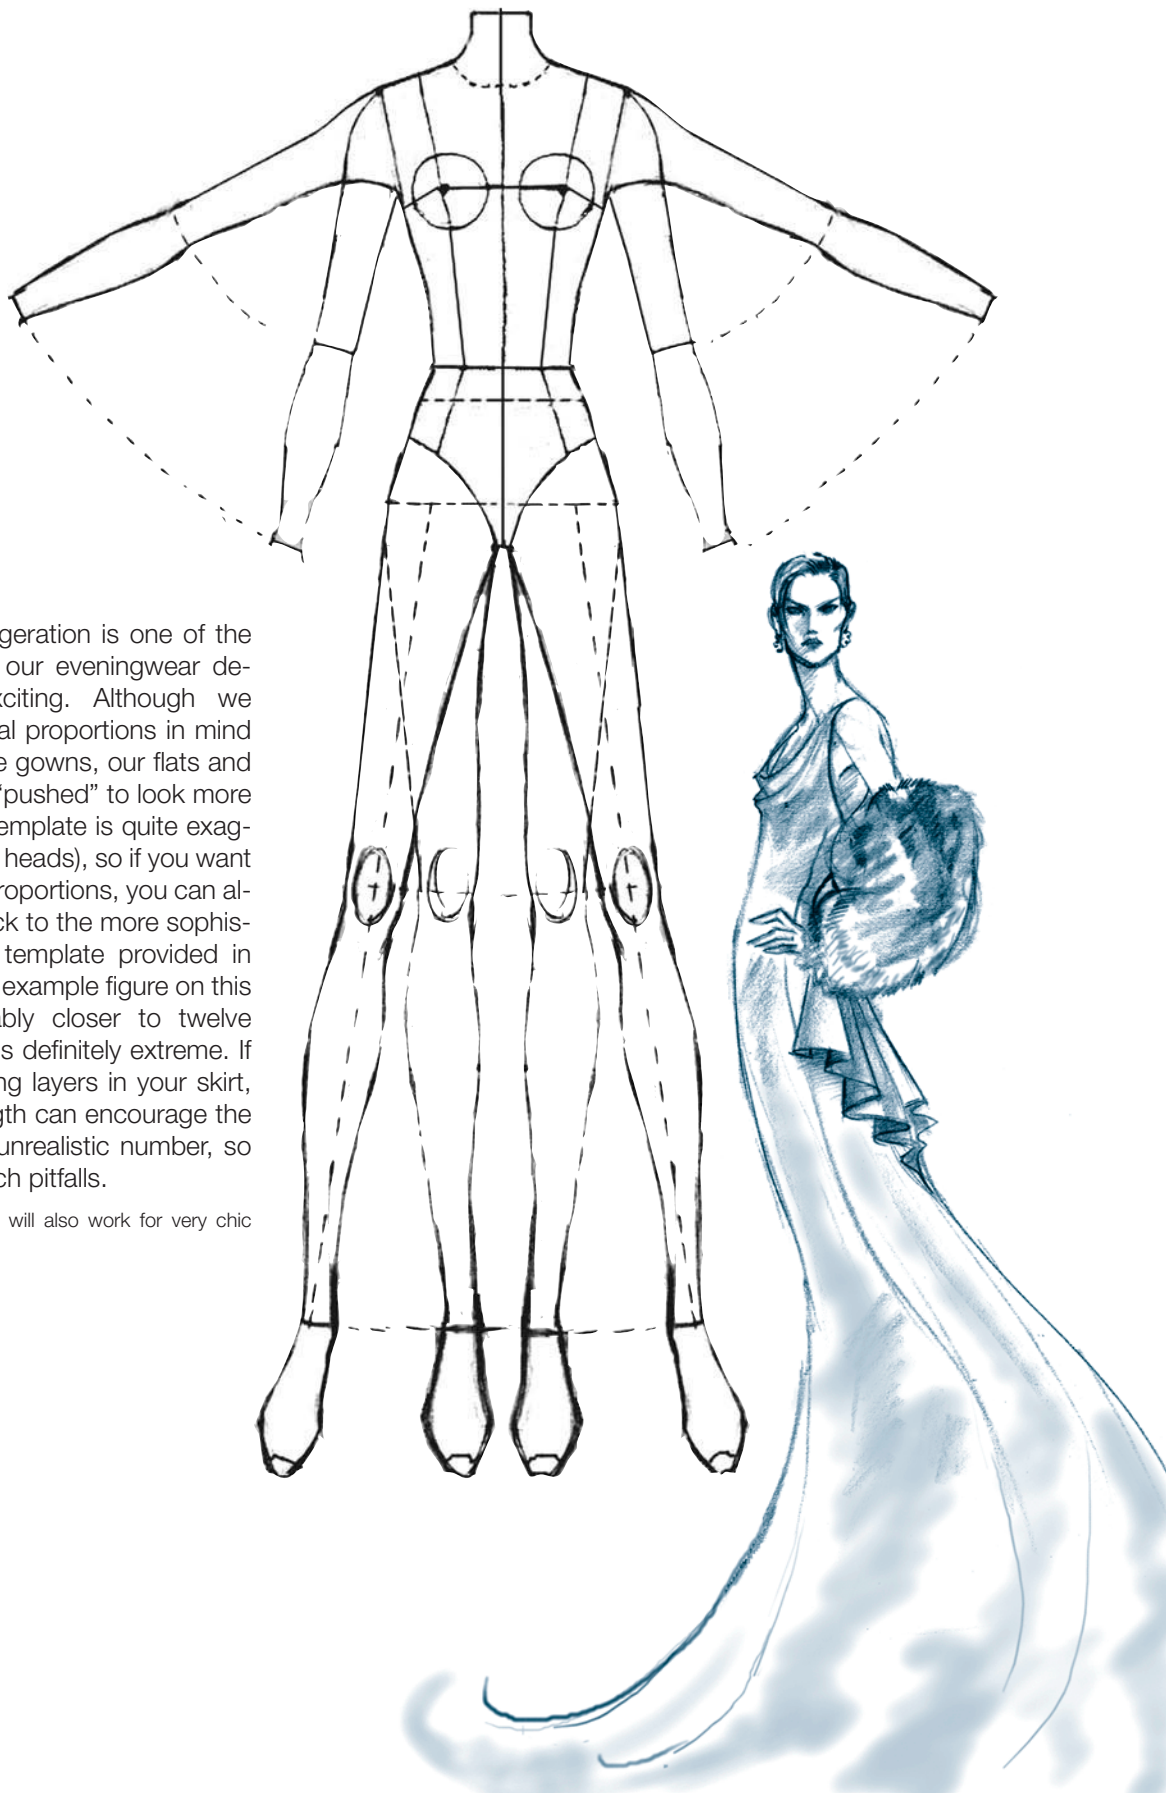 geration is one of the
our eveningwear de-
citing. Although we
al proportions in mind
e gowns, our flats and
“pushed” to look more
emplate is quite exag-
heads), so if you want
roportions, you can al-
ck to the more sophis-
template provided in
example figure on this
ably closer to twelve
s definitely extreme. If
ng layers in your skirt,
gth can encourage the
unrealistic number, so
ch pitfalls.
will also work for very chic